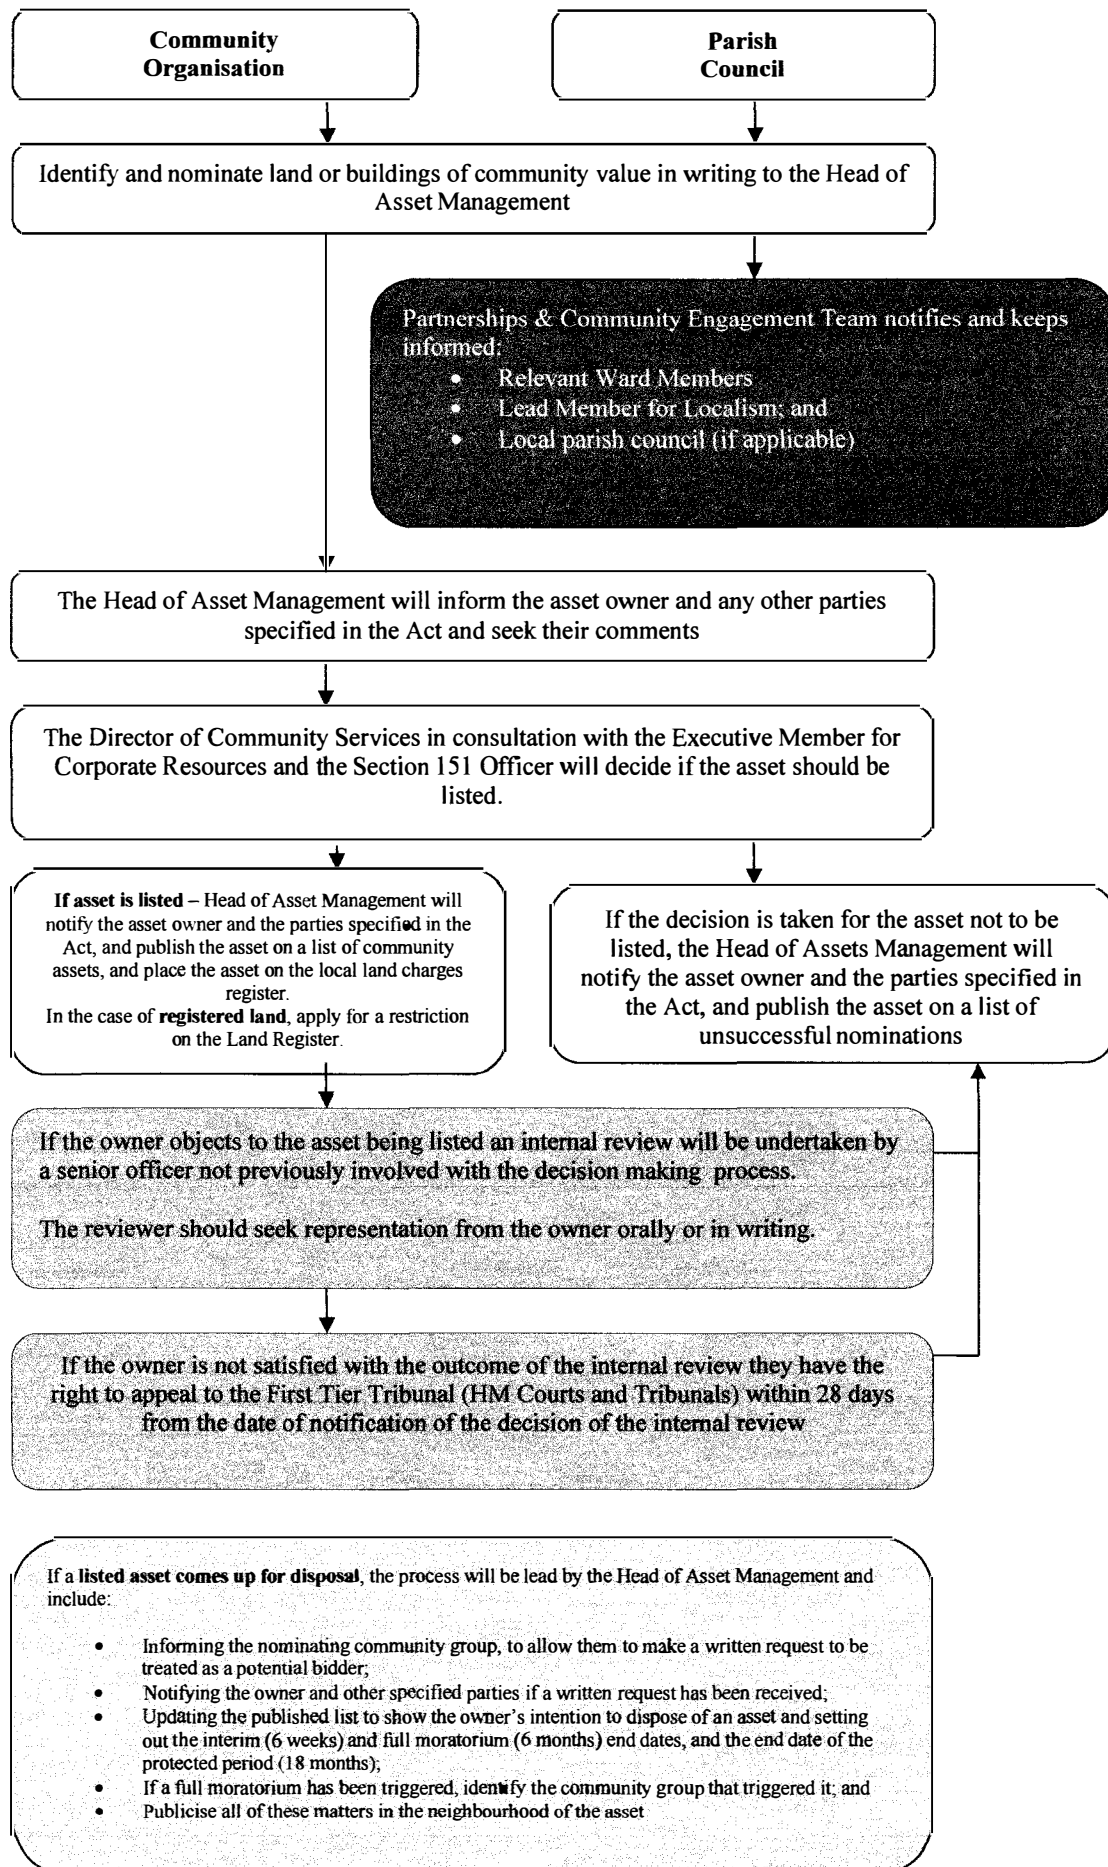 Community
Organisation
Parish
Council
Identify and nominate land or buildings of community value in writing to the Head of
Asset Management
Partnerships & Community Engagement Team notifies and keeps
informed:
• Relevant Ward Members
• Lead Member for Localism; and
• Local parish council (if applicable)
The Head of Asset Management will inform the asset owner and any other parties
specified in the Act and seek their comments
The Director of Community Services in consultation with the Executive Member for
Corporate Resources and the Section 151 Officer will decide if the asset should be
listed.
If asset is listed – Head of Asset Management will
notify the asset owner and the parties specified in the
Act, and publish the asset on a list of community
assets, and place the asset on the local land charges
register.
In the case of registered land, apply for a restriction
on the Land Register.
If the decision is taken for the asset not to be
listed, the Head of Assets Management will
notify the asset owner and the parties specified in
the Act, and publish the asset on a list of
unsuccessful nominations
If the owner objects to the asset being listed an internal review will be undertaken by
a senior officer not previously involved with the decision making process.
The reviewer should seek representation from the owner orally or in writing.
If the owner is not satisfied with the outcome of the internal review they have the
right to appeal to the First Tier Tribunal (HM Courts and Tribunals) within 28 days
from the date of notification of the decision of the internal review
If a listed asset comes up for disposal, the process will be lead by the Head of Asset Management and
include:
• Informing the nominating community group, to allow them to make a written request to be
treated as a potential bidder;
• Notifying the owner and other specified parties if a written request has been received;
• Updating the published list to show the owner's intention to dispose of an asset and setting
out the interim (6 weeks) and full moratorium (6 months) end dates, and the end date of the
protected period (18 months);
• If a full moratorium has been triggered, identify the community group that triggered it; and
• Publicise all of these matters in the neighbourhood of the asset